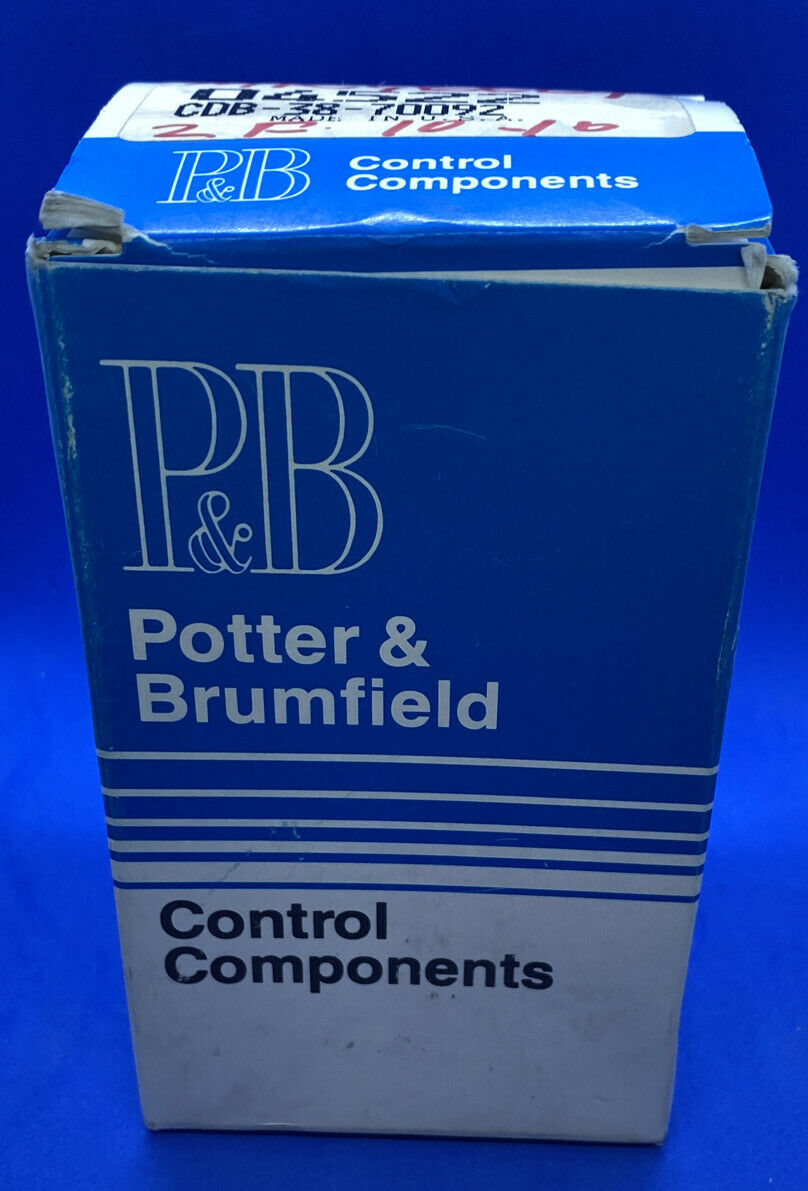 CDB-38-70092
MADE IN U.S.A.
P&B Control
Components
P&B
Potter &
Brumfield
Control
Components